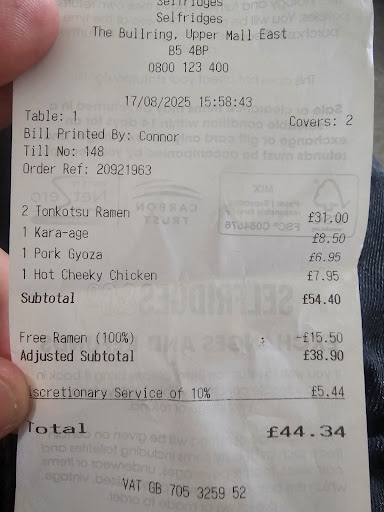 Selfridges
Selfridges
The Bullring, Upper Mall East
B5 4BP
0800 123 400
17/08/2025 15:58:43
Table: 1 Covers: 2
Bill Printed By: Connor
Till No: 148
Order Ref: 20921963
2 Tonkotsu Ramen £31.00
1 Kara-age £8.50
1 Pork Gyoza £6.95
1 Hot Cheeky Chicken £7.95
Subtotal £54.40
Free Ramen (100%) -£15.50
Adjusted Subtotal £38.90
Discretionary Service of 10% £5.44
Total £44.34
VAT GB 705 3259 52